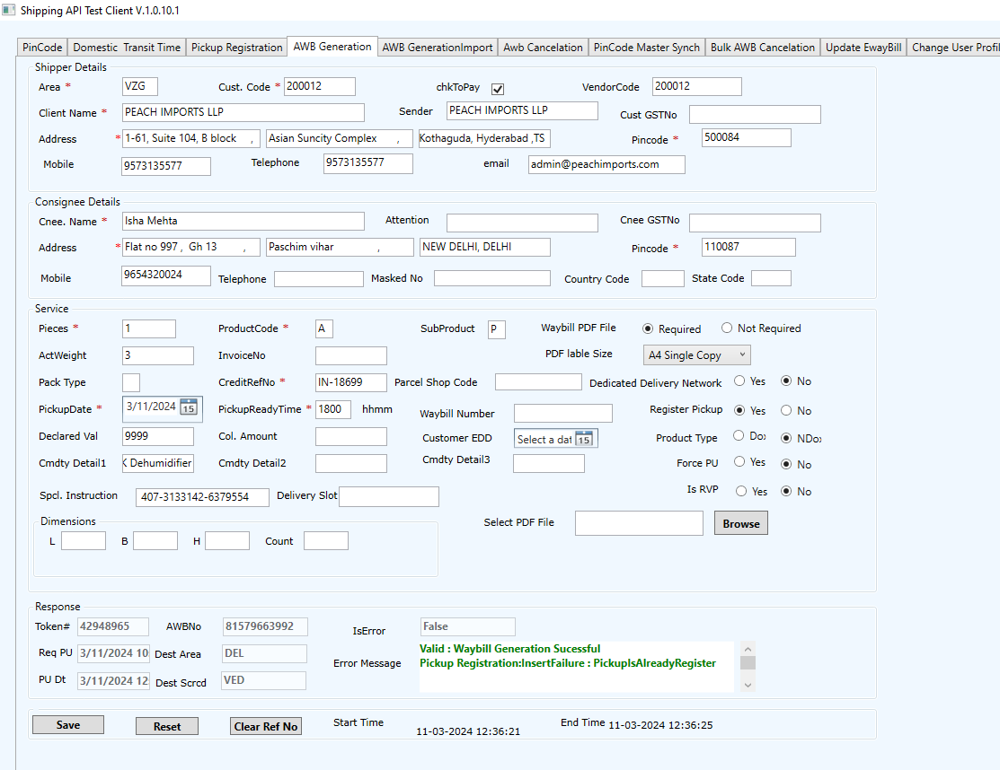 Shipping API Test Client V.1.0.10.1
PinCode Domestic Transit Time Pickup Registration AWB Generation AWB GenerationImport Awb Cancelation PinCode Master Synch Bulk AWB Cancelation Update EwayBill Change User Profil
Shipper Details
Area * VZG Cust. Code * 200012 chkToPay VendorCode 200012
Client Name * PEACH IMPORTS LLP Sender PEACH IMPORTS LLP Cust GSTNo
Address * 1-61, Suite 104, B block , Asian Suncity Complex , Kothaguda, Hyderabad ,TS Pincode * 500084
Mobile 9573135577 Telephone 9573135577 email admin@peachimports.com
Consignee Details
Cnee. Name * Isha Mehta Attention Cnee GSTNo
Address * Flat no 997 , Gh 13 , Paschim vihar , NEW DELHI, DELHI Pincode * 110087
Mobile 9654320024 Telephone Masked No Country Code State Code
Service
Pieces * 1 ProductCode * A SubProduct P Waybill PDF File Required Not Required
ActWeight 3 InvoiceNo PDF lable Size A4 Single Copy
Pack Type CreditRefNo * IN-18699 Parcel Shop Code Dedicated Delivery Network Yes No
PickupDate * 3/11/2024 15 PickupReadyTime * 1800 hhmm Waybill Number Register Pickup Yes No
Declared Val 9999 Col. Amount Customer EDD Select a dat 15 Product Type Dox NDox
Cmdty Detail1 K Dehumidifier Cmdty Detail2 Cmdty Detail3 Force PU Yes No
Spcl. Instruction 407-3133142-6379554 Delivery Slot Is RVP Yes No
Dimensions
L B H Count Select PDF File Browse
Response
Token# 42948965 AWBNo 81579663992 IsError False
Req PU 3/11/2024 10 Dest Area DEL Error Message Valid : Waybill Generation Sucessful
Pickup Registration:InsertFailure : PickupIsAlreadyRegister
PU Dt 3/11/2024 12 Dest Scrcd VED
Save Reset Clear Ref No Start Time 11-03-2024 12:36:21 End Time 11-03-2024 12:36:25